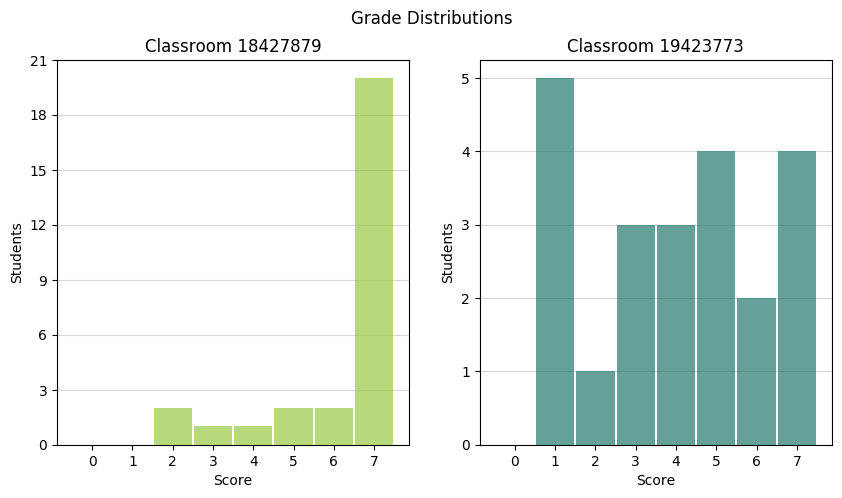 Grade Distributions
Classroom 18427879
Classroom 19423773
21
18
15
12
9
6
3
0
Students
0 1 2 3 4 5 6 7
Score
5
4
3
2
1
0
Students
0 1 2 3 4 5 6 7
Score